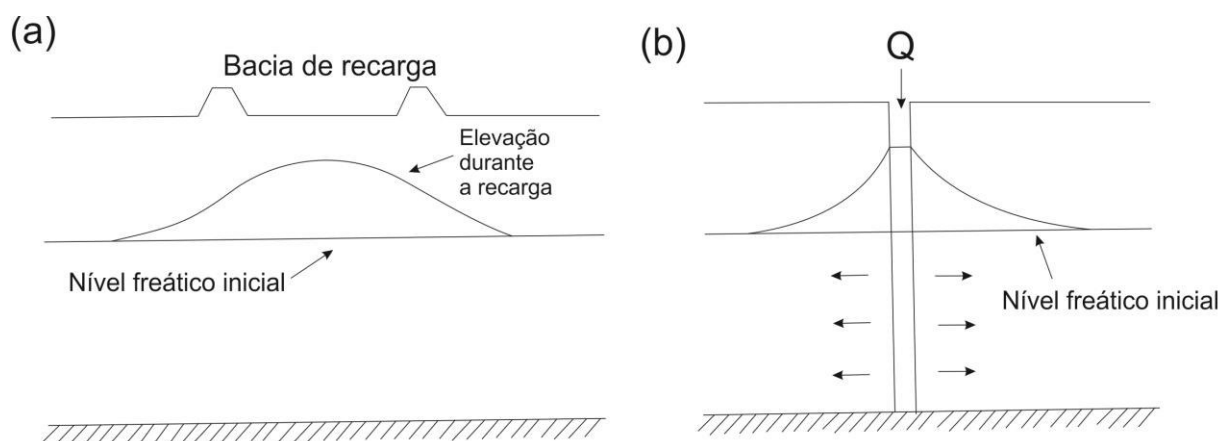 (a)
Bacia de recarga
Elevação
durante
a recarga
Nível freático inicial
(b)
Q
Nível freático inicial